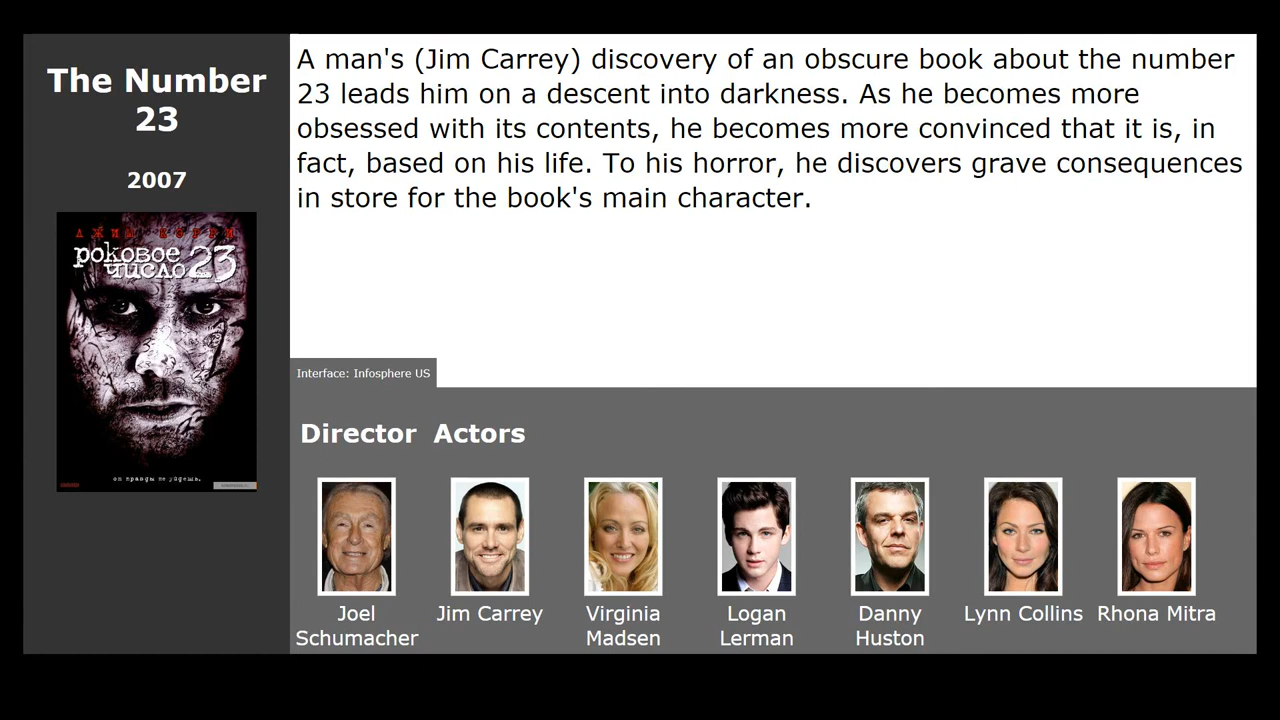 The Number
23
2007
ДЖИМ КЕРРИ
роковое
число 23
A man's (Jim Carrey) discovery of an obscure book about the number
23 leads him on a descent into darkness. As he becomes more
obsessed with its contents, he becomes more convinced that it is, in
fact, based on his life. To his horror, he discovers grave consequences
in store for the book's main character.
Interface: Infosphere US
Director Actors
Joel
Schumacher
Jim Carrey
Virginia
Madsen
Logan
Lerman
Danny
Huston
Lynn Collins
Rhona Mitra